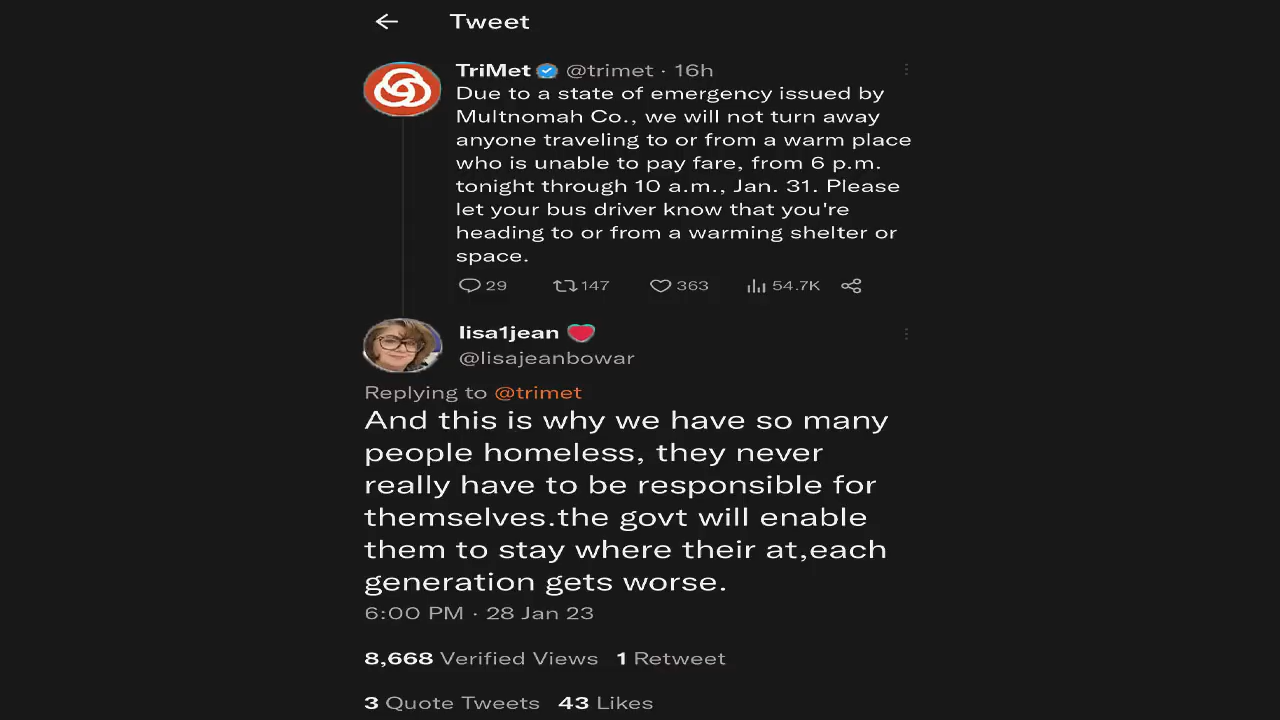 Tweet
TriMet @trimet · 16h
Due to a state of emergency issued by
Multnomah Co., we will not turn away
anyone traveling to or from a warm place
who is unable to pay fare, from 6 p.m.
tonight through 10 a.m., Jan. 31. Please
let your bus driver know that you're
heading to or from a warming shelter or
space.
29 147 363 54.7K
lisa1jean
@lisajeanbowar
Replying to @trimet
And this is why we have so many
people homeless, they never
really have to be responsible for
themselves.the govt will enable
them to stay where their at,each
generation gets worse.
6:00 PM · 28 Jan 23
8,668 Verified Views 1 Retweet
3 Quote Tweets 43 Likes